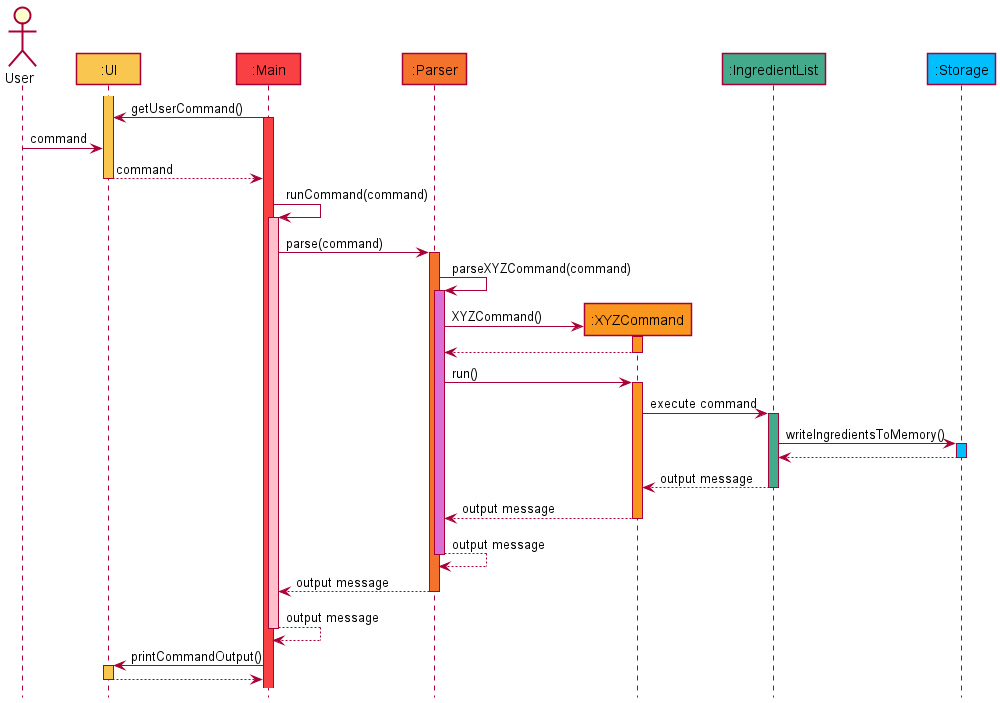 User
:UI
:Main
:Parser
:IngredientList
:Storage
getUserCommand()
command
command
runCommand(command)
parse(command)
parseXYZCommand(command)
XYZCommand()
:XYZCommand
run()
execute command
writeIngredientsToMemory()
output message
output message
output message
output message
output message
printCommandOutput()